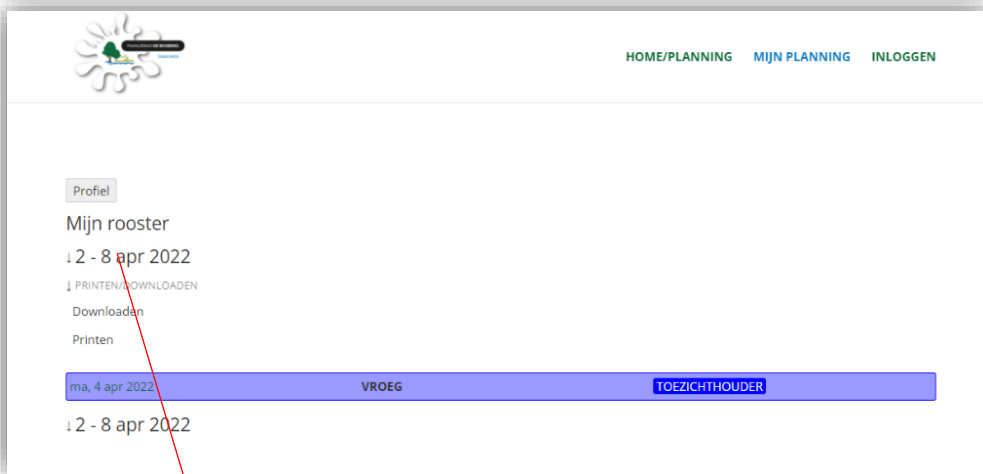 HOME/PLANNING MIJN PLANNING INLOGGEN
Profiel
Mijn rooster
↓2 - 8 apr 2022
↓ PRINTEN/DOWNLOADEN
Downloaden
Printen
ma, 4 apr 2022 VROEG TOEZICHTHOUDER
↓2 - 8 apr 2022